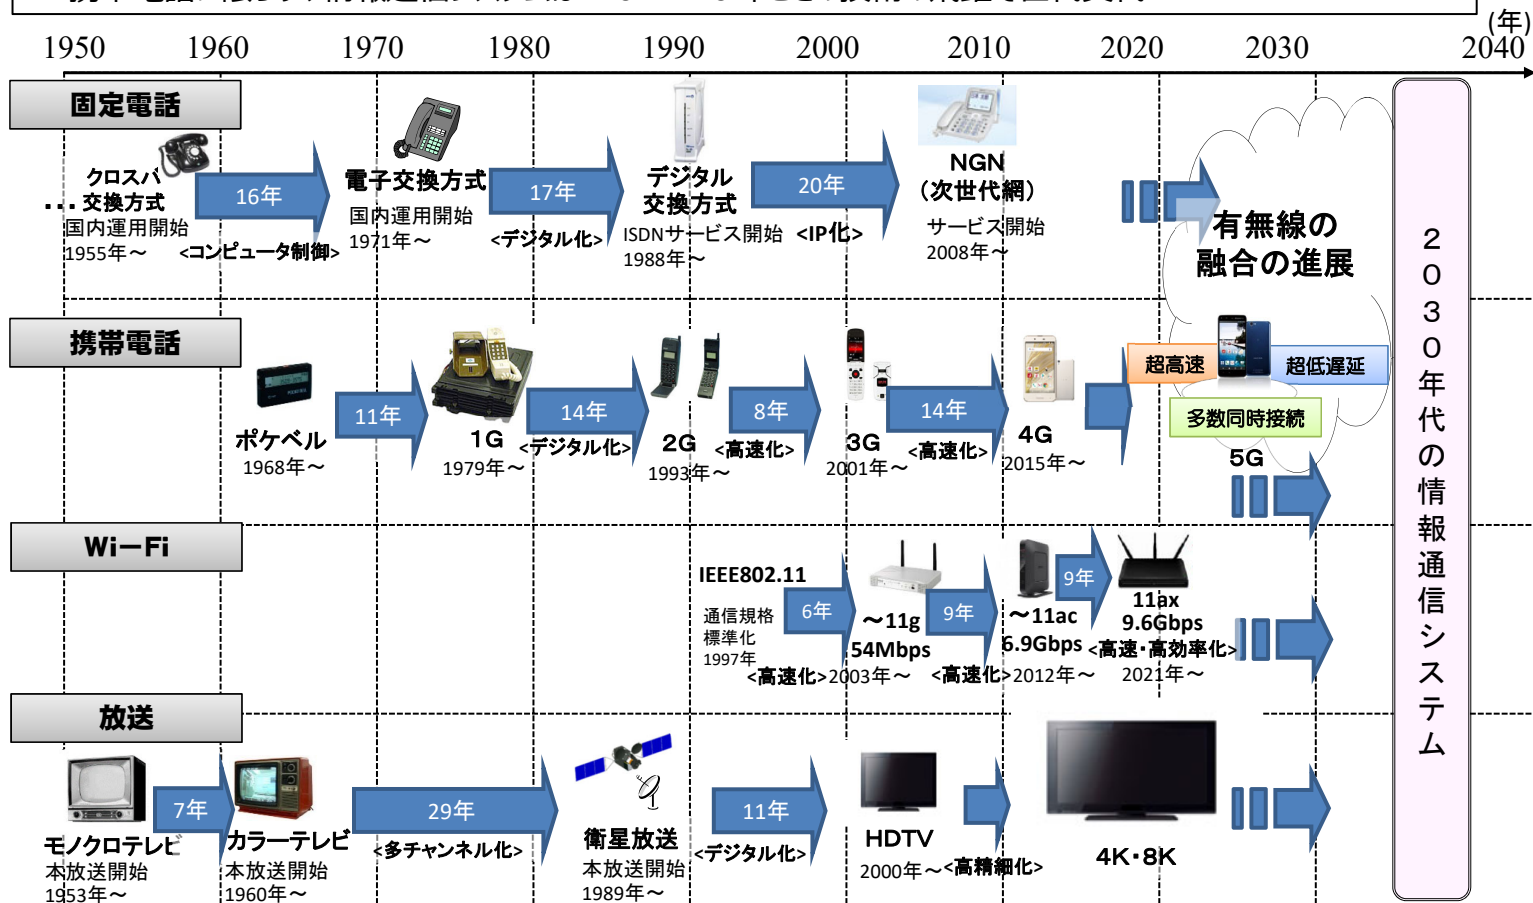 (年)
1950 1960 1970 1980 1990 2000 2010 2020 2030 2040
固定電話
クロスバ
...交換方式
国内運用開始
1955年～
16年
<コンピュータ制御>
電子交換方式
国内運用開始
1971年～
17年
<デジタル化>
デジタル
交換方式
ISDNサービス開始
1988年～
20年
<IP化>
NGN
(次世代網)
サービス開始
2008年～
有無線の
融合の進展
携帯電話
ポケベル
1968年～
11年
1G
1979年～
14年
<デジタル化>
2G
1993年～
8年
<高速化>
3G
2001年～
14年
<高速化>
4G
2015年～
超高速
超低遅延
多数同時接続
5G
Wi－Fi
IEEE802.11
通信規格
標準化
1997年
6年
<高速化>
～11g
54Mbps
2003年～
9年
<高速化>
～11ac
6.9Gbps
2012年～
9年
11ax
9.6Gbps
<高速・高効率化>
2021年～
放送
モノクロテレビ
本放送開始
1953年～
7年
カラーテレビ
本放送開始
1960年～
29年
<多チャンネル化>
衛星放送
本放送開始
1989年～
11年
<デジタル化>
HDTV
2000年～
<高精細化>
4K・8K
2030年代の情報通信システム